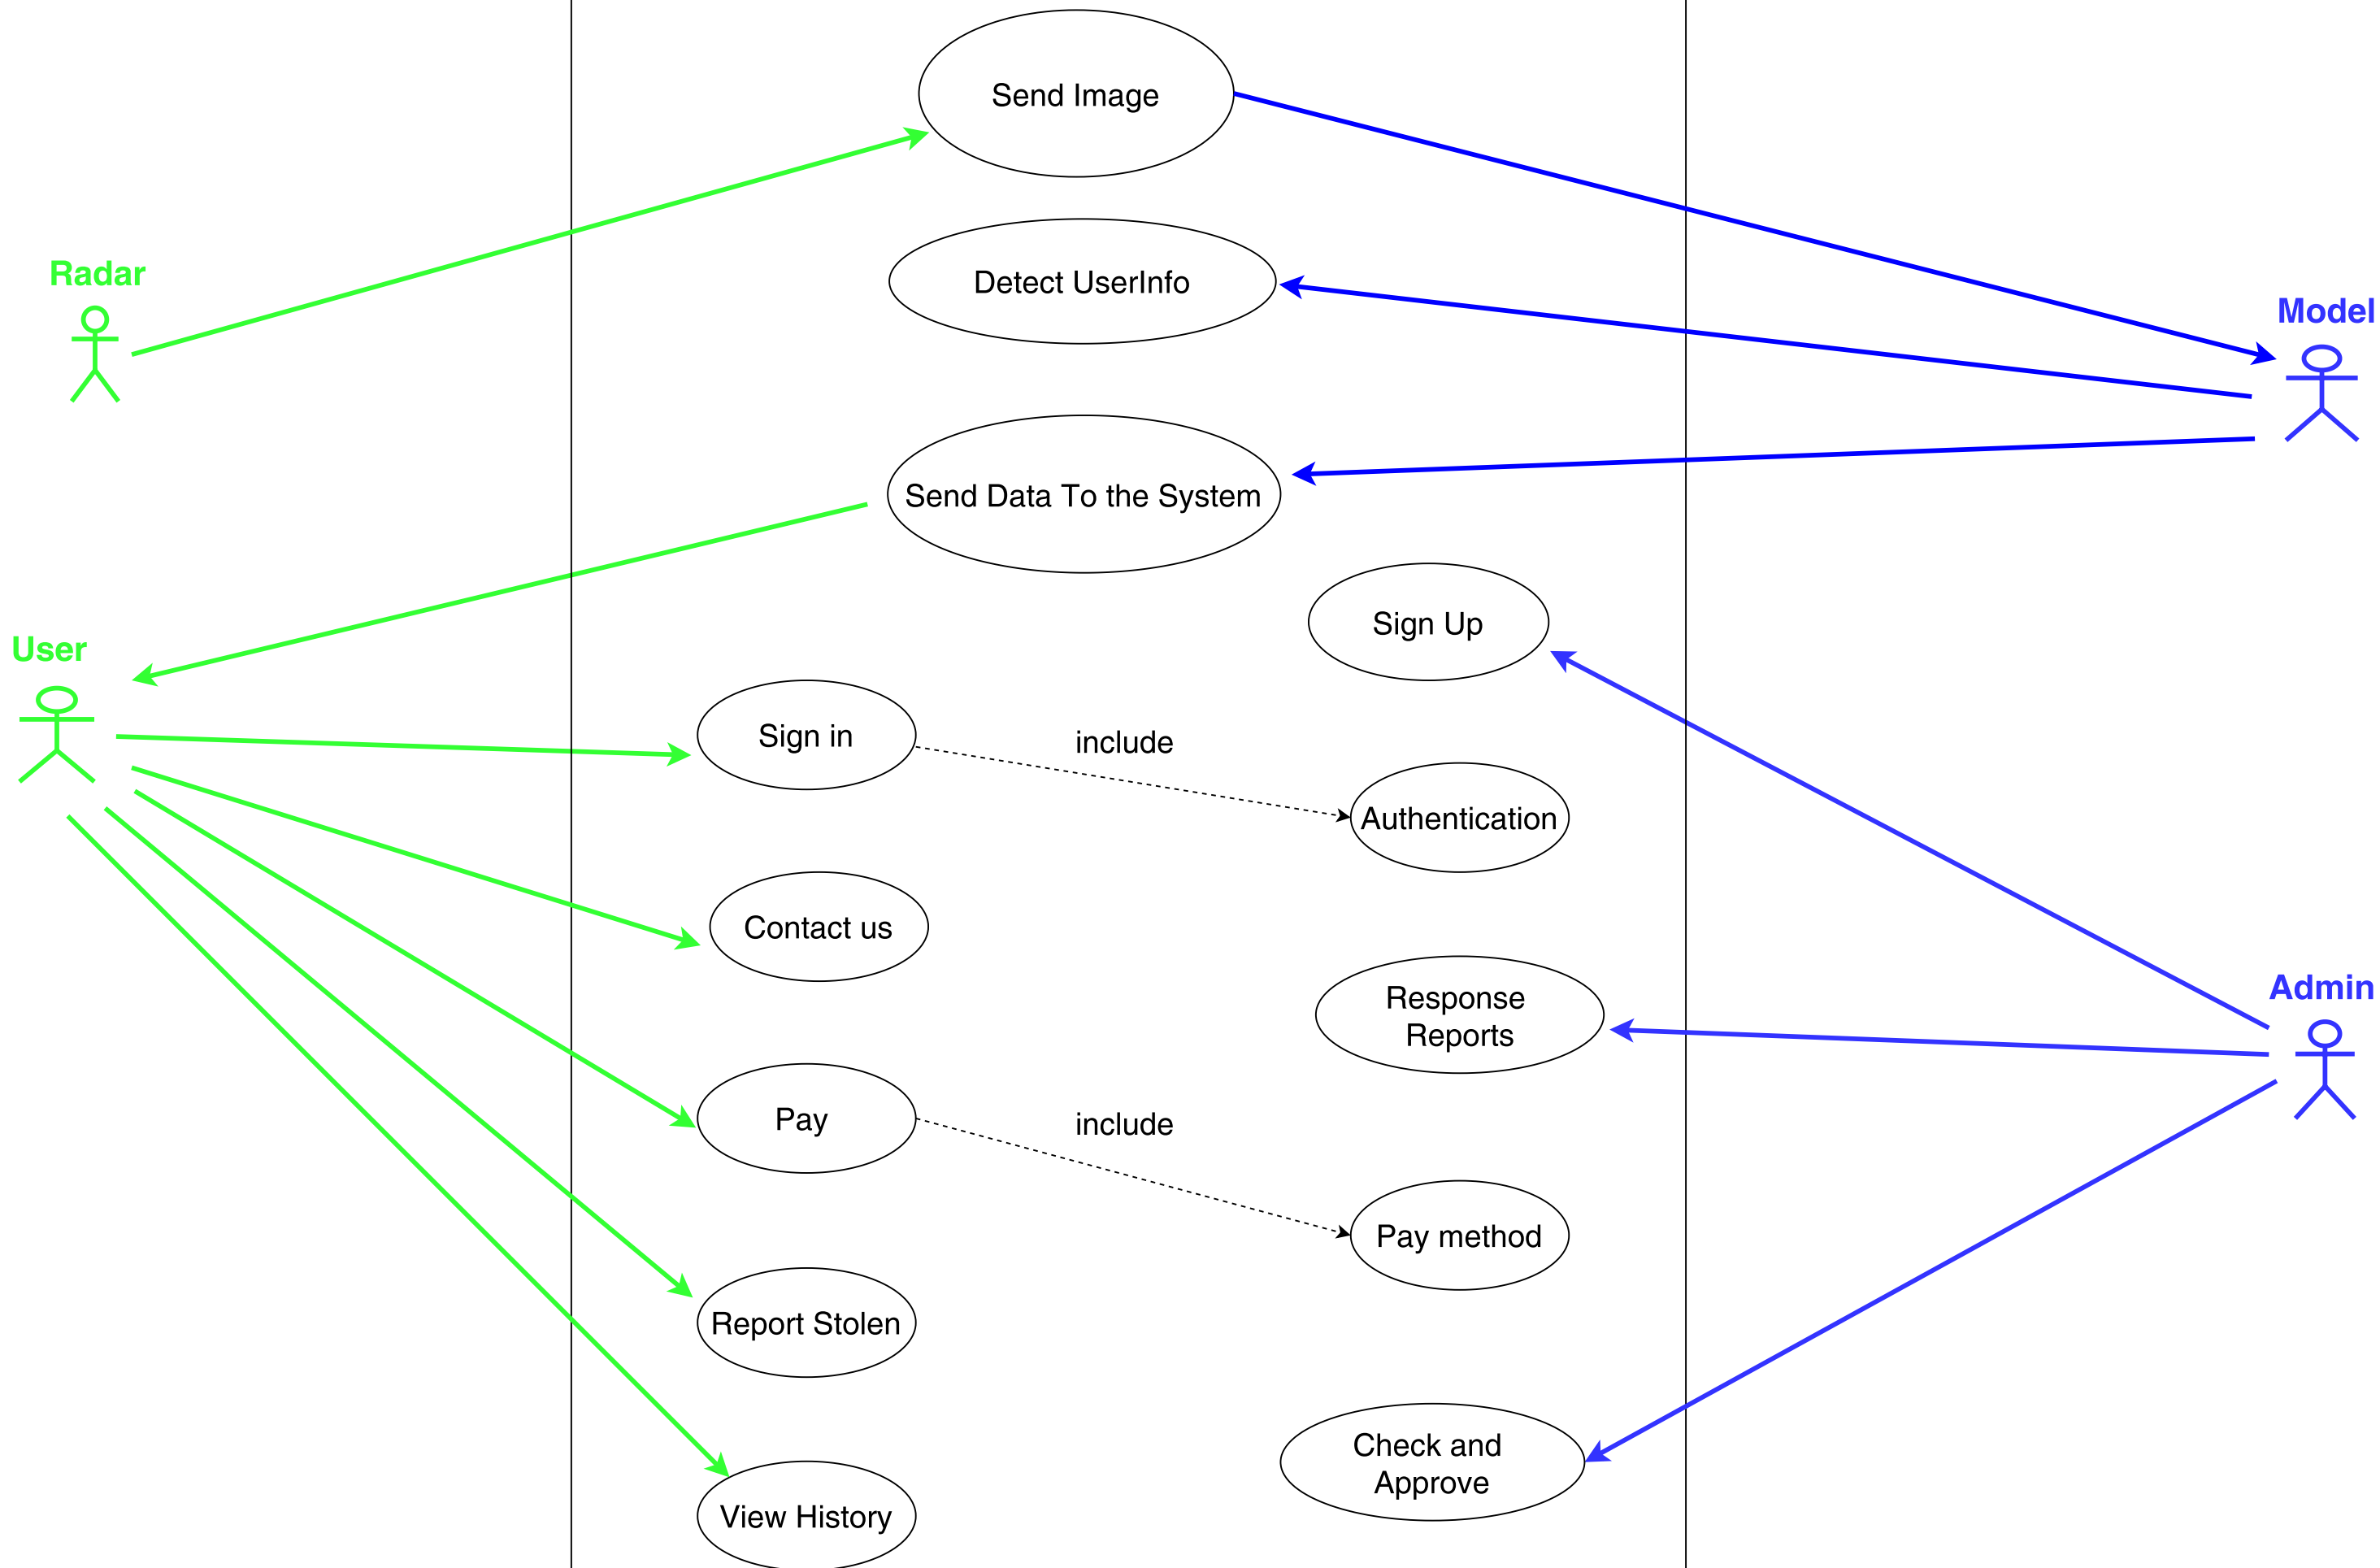 Send Image
Radar
Detect UserInfo
Model
Send Data To the System
Sign Up
User
Sign in
include
Authentication
Contact us
Response
Reports
Admin
Pay
include
Pay method
Report Stolen
Check and
Approve
View History